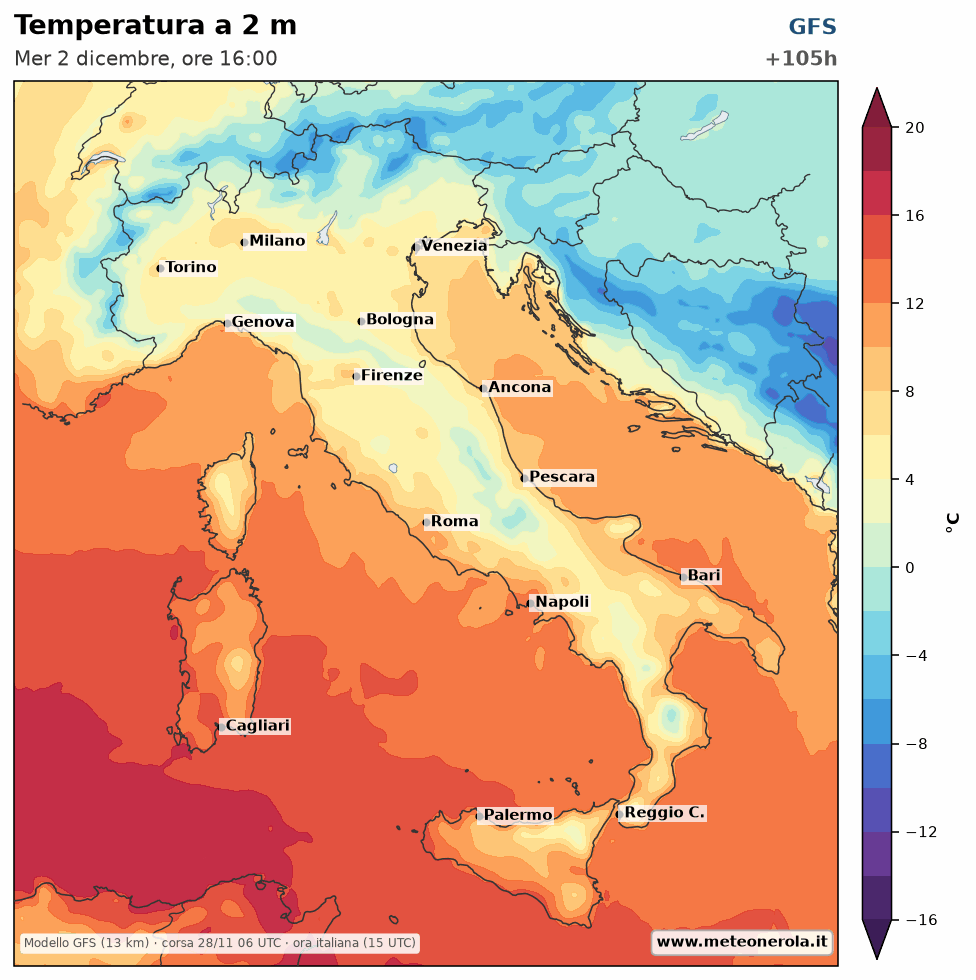 Temperatura a 2 m
GFS
Mer 2 dicembre, ore 16:00
+105h
20
16
12
8
4
0
−4
−8
−12
−16
°C
Milano
Venezia
Torino
Genova
Bologna
Firenze
Ancona
Pescara
Roma
Bari
Napoli
Cagliari
Palermo
Reggio C.
Modello GFS (13 km) · corsa 28/11 06 UTC · ora italiana (15 UTC)
www.meteonerola.it